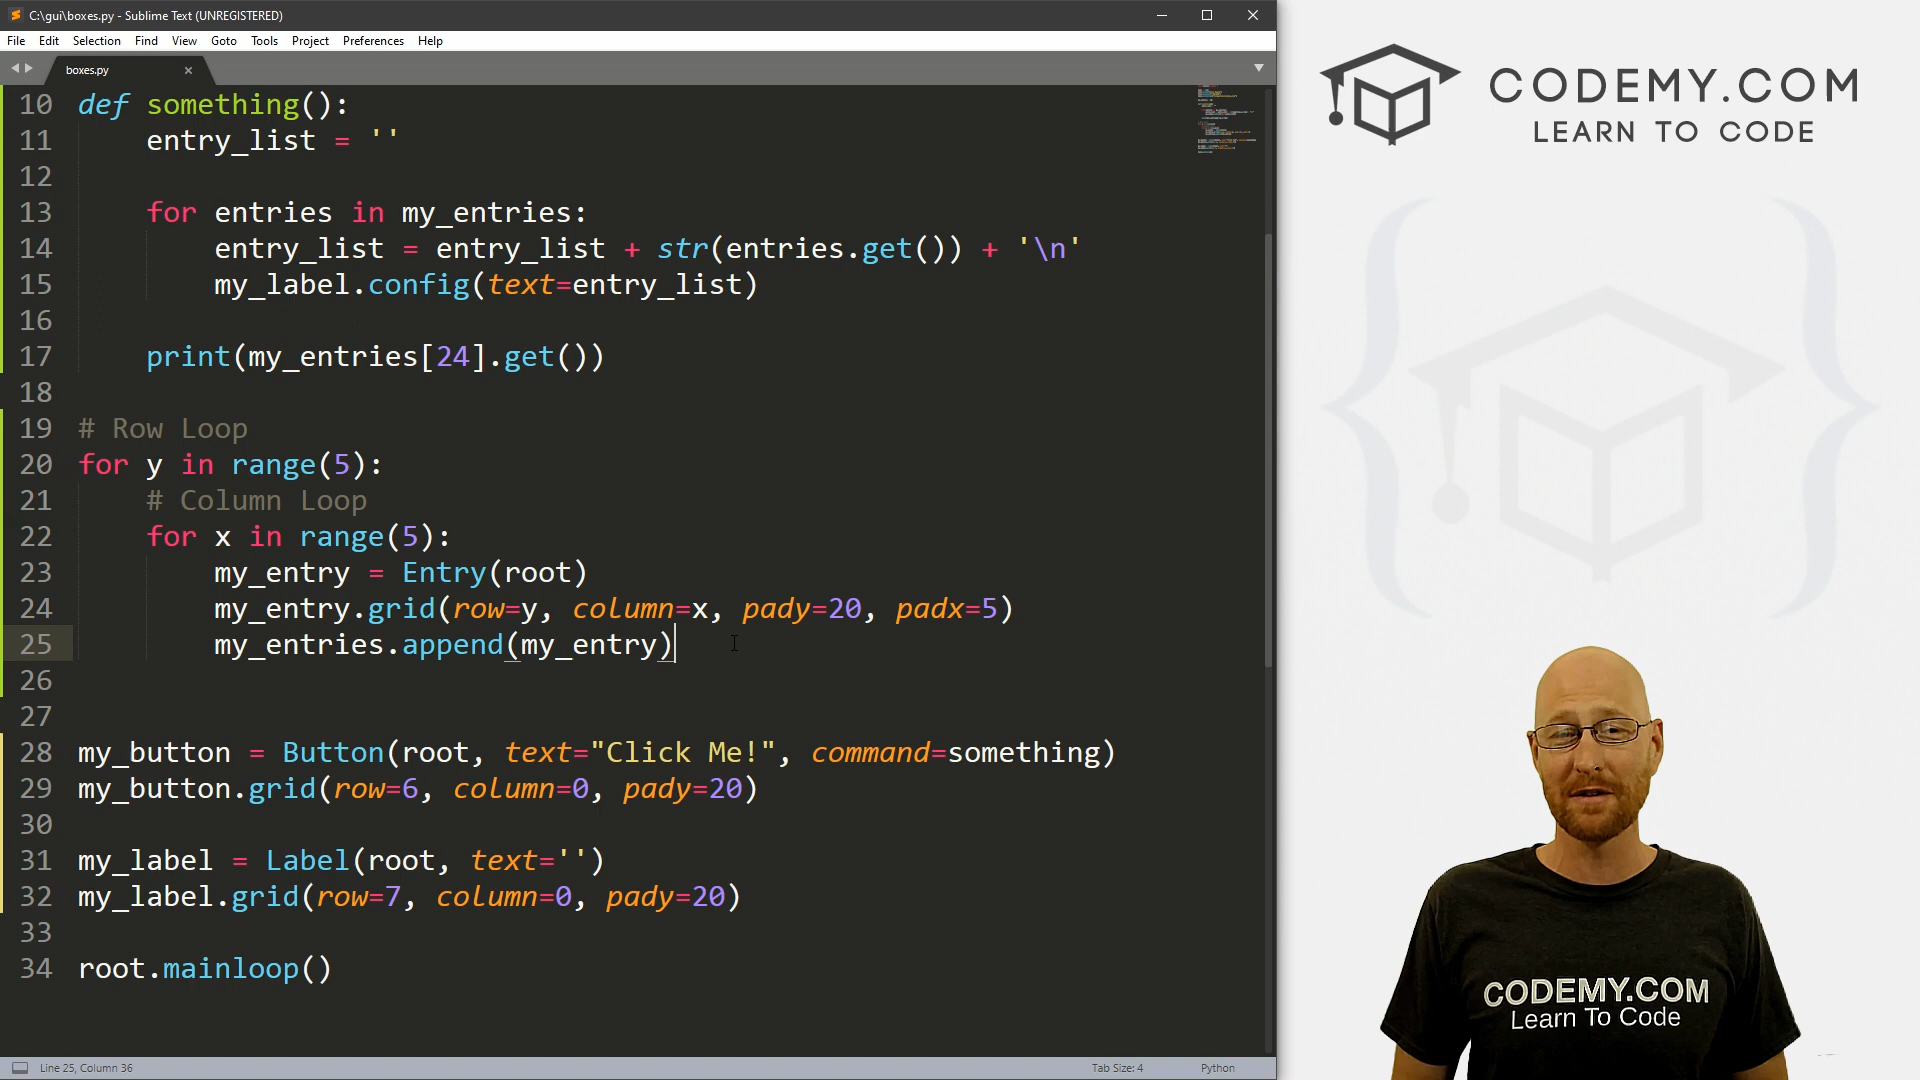 C:\gui\boxes.py - Sublime Text (UNREGISTERED)
File Edit Selection Find View Goto Tools Project Preferences Help
boxes.py
10 def something():
11     entry_list = ''
12
13     for entries in my_entries:
14         entry_list = entry_list + str(entries.get()) + '\n'
15         my_label.config(text=entry_list)
16
17     print(my_entries[24].get())
18
19 # Row Loop
20 for y in range(5):
21     # Column Loop
22     for x in range(5):
23         my_entry = Entry(root)
24         my_entry.grid(row=y, column=x, pady=20, padx=5)
25         my_entries.append(my_entry)
26
27
28 my_button = Button(root, text="Click Me!", command=something)
29 my_button.grid(row=6, column=0, pady=20)
30
31 my_label = Label(root, text='')
32 my_label.grid(row=7, column=0, pady=20)
33
34 root.mainloop()
Line 25, Column 36
Tab Size: 4
Python
CODEMY.COM
LEARN TO CODE
CODEMY.COM
Learn To Code